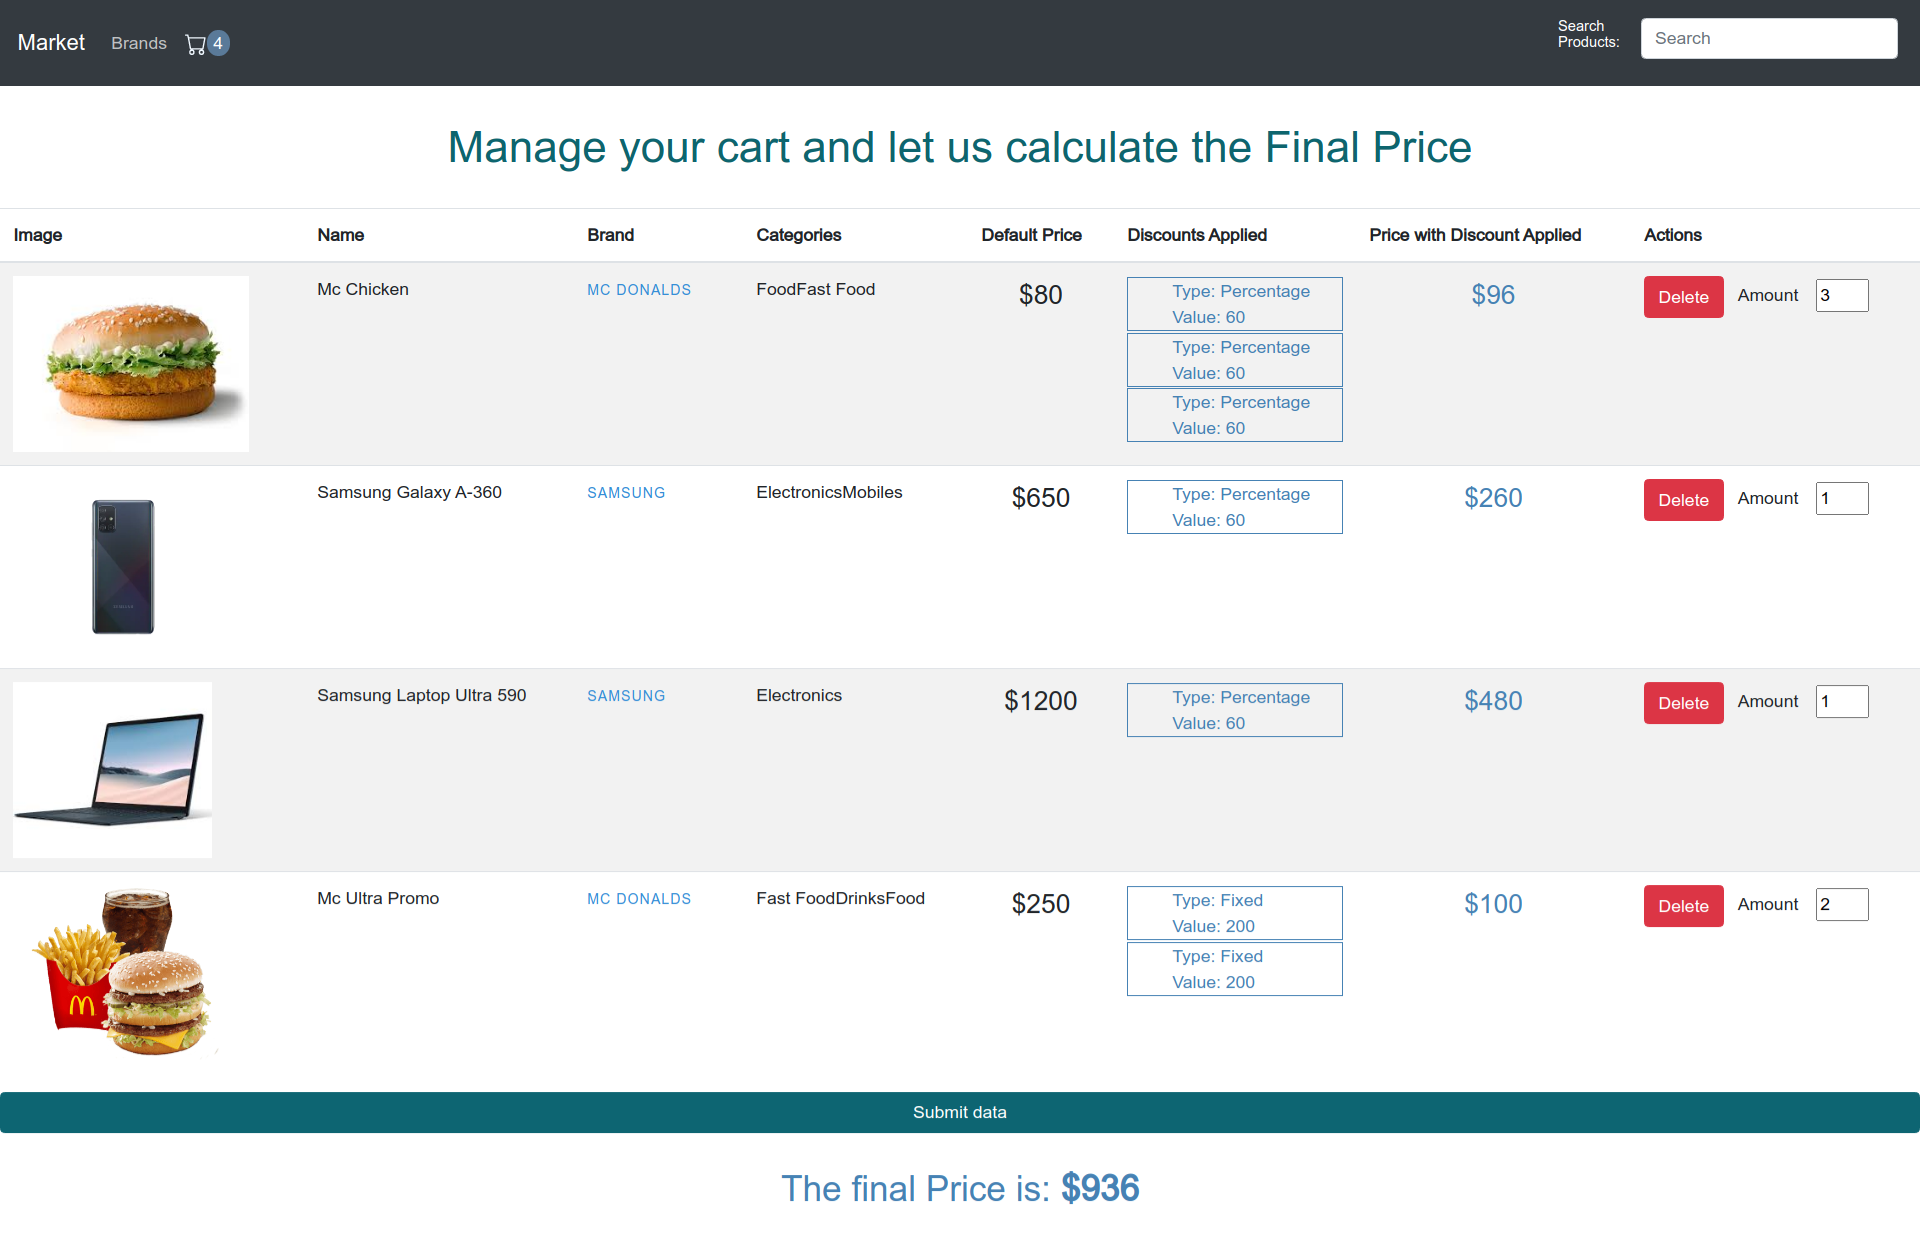 Market
Brands
4
Search
Products:
Search
Manage your cart and let us calculate the Final Price
Image Name Brand Categories Default Price Discounts Applied Price with Discount Applied Actions
Mc Chicken MC DONALDS FoodFast Food $80 $96 Delete Amount 3
Type: Percentage
Value: 60
Type: Percentage
Value: 60
Type: Percentage
Value: 60
Samsung Galaxy A-360 SAMSUNG ElectronicsMobiles $650 $260 Delete Amount 1
Type: Percentage
Value: 60
Samsung Laptop Ultra 590 SAMSUNG Electronics $1200 $480 Delete Amount 1
Type: Percentage
Value: 60
Mc Ultra Promo MC DONALDS Fast FoodDrinksFood $250 $100 Delete Amount 2
Type: Fixed
Value: 200
Type: Fixed
Value: 200
Submit data
The final Price is: $936